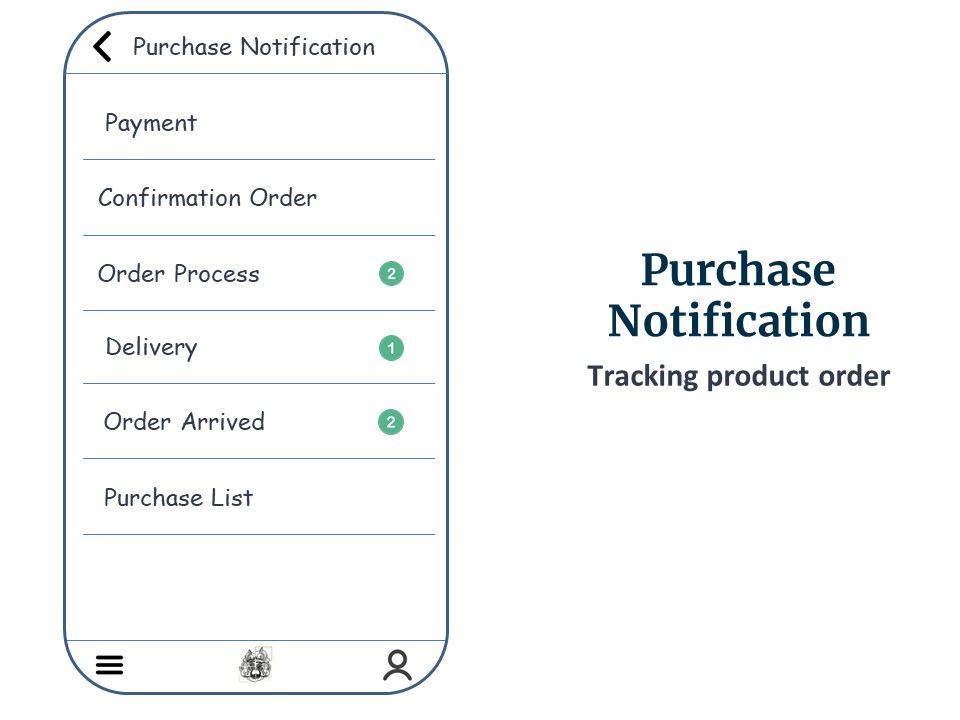 Purchase Notification
Payment
Confirmation Order
Order Process 2
Delivery 1
Order Arrived 2
Purchase List
Purchase
Notification
Tracking product order